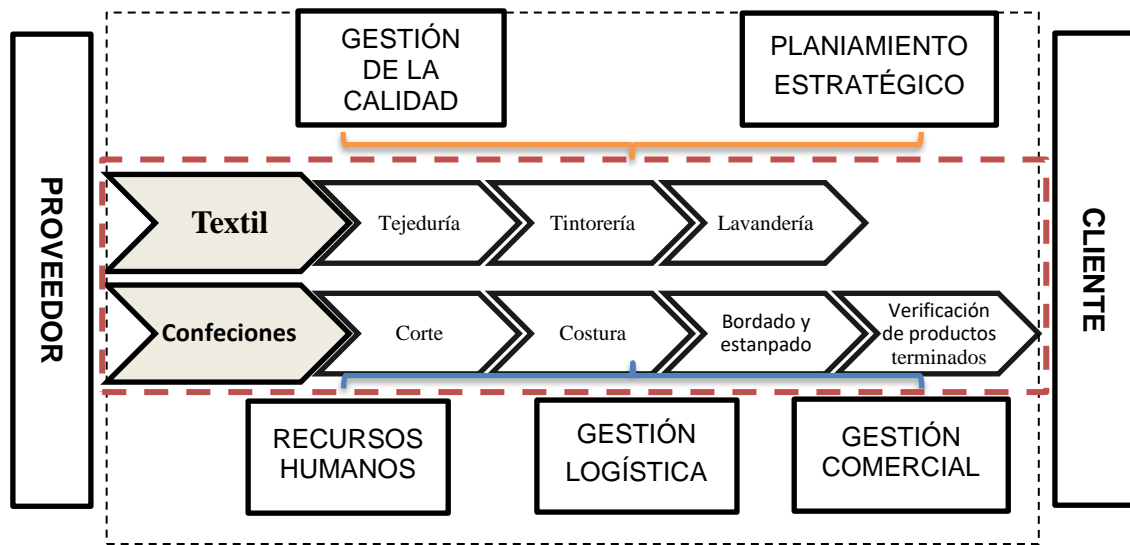 GESTIÓN
DE LA
CALIDAD
PLANIAMIENTO
ESTRATÉGICO
PROVEEDOR
Textil
Tejeduría
Tintorería
Lavandería
Confeciones
Corte
Costura
Bordado y
estanpado
Verificación
de productos
terminados
CLIENTE
RECURSOS
HUMANOS
GESTIÓN
LOGÍSTICA
GESTIÓN
COMERCIAL